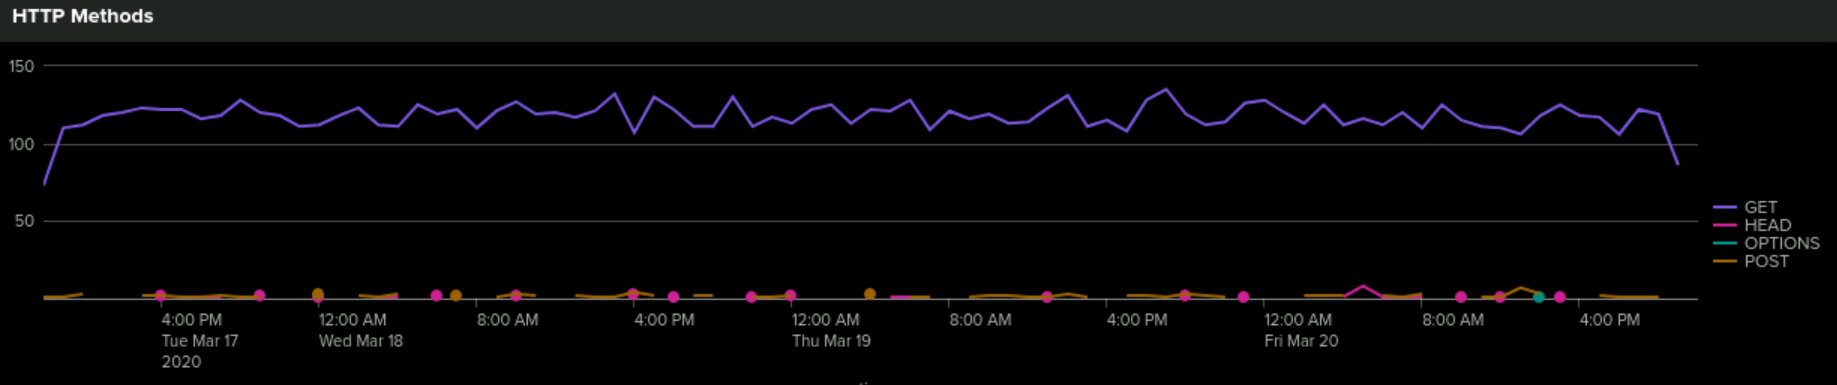 HTTP Methods
150
100
50
GET
HEAD
OPTIONS
POST
4:00 PM 12:00 AM 8:00 AM 4:00 PM 12:00 AM 8:00 AM 4:00 PM 12:00 AM 8:00 AM 4:00 PM
Tue Mar 17 Wed Mar 18 Thu Mar 19 Fri Mar 20
2020